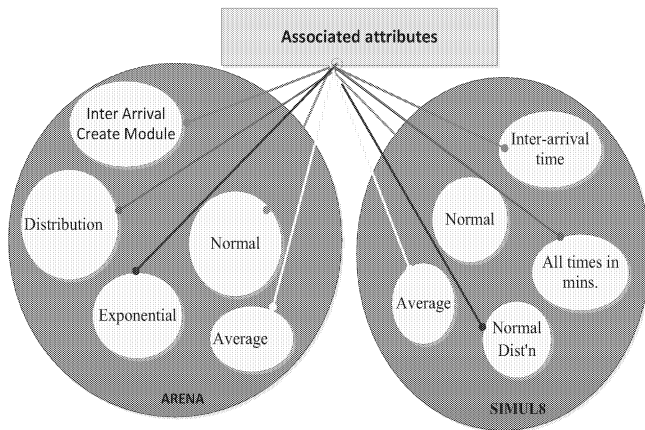 Associated attributes
Inter Arrival
Create Module
Distribution
Normal
Exponential
Average
ARENA
Inter-arrival
time
Normal
All times in
mins.
Average
Normal
Dist'n
SIMUL8